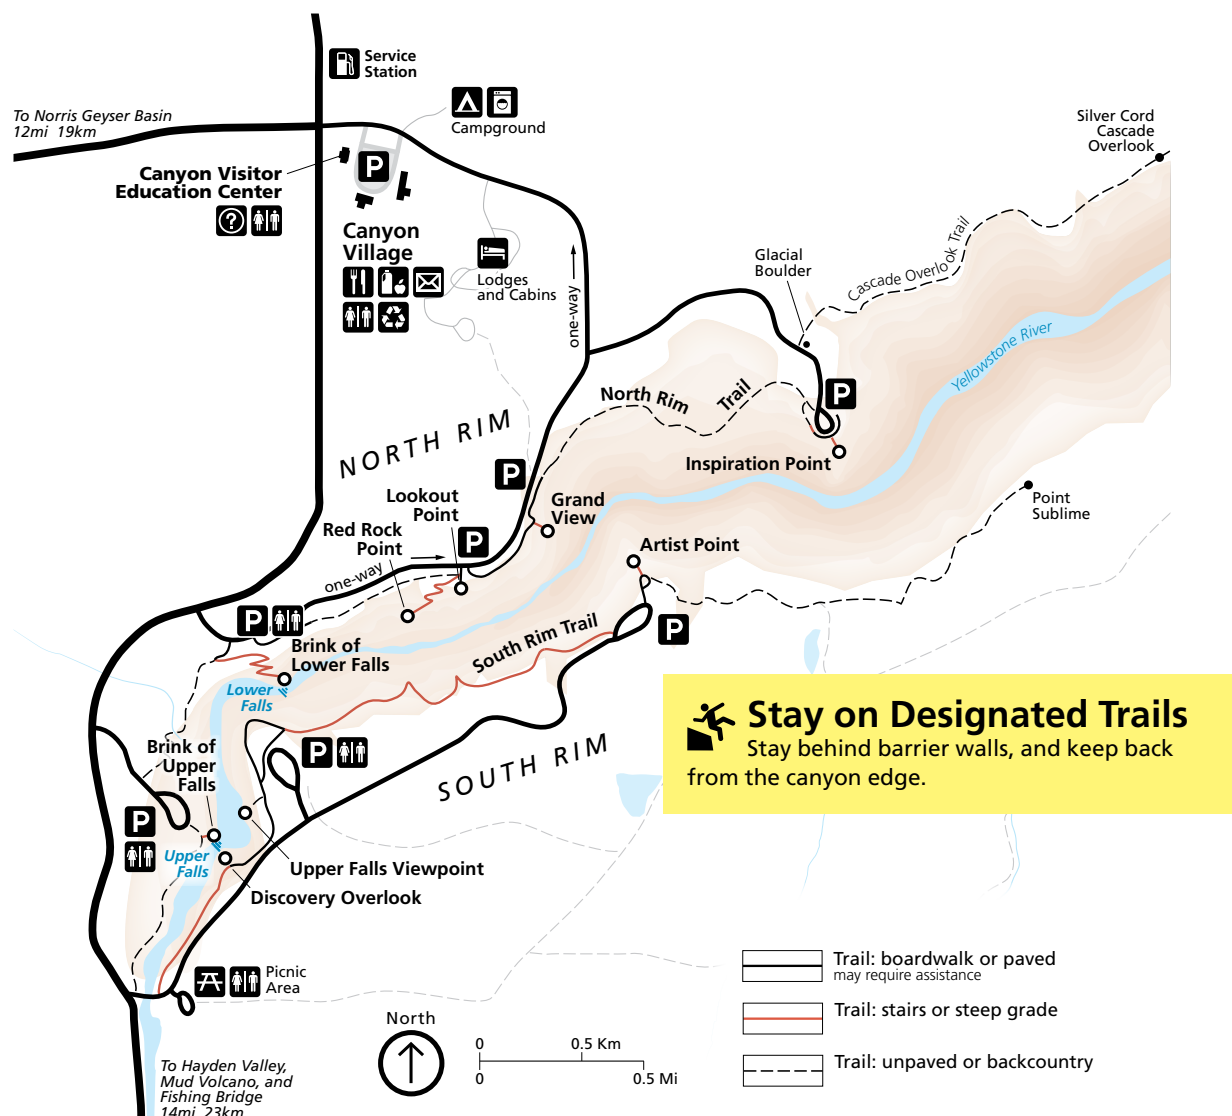 Service
Station
To Norris Geyser Basin
12mi 19km
Campground
Silver Cord
Cascade
Overlook
Canyon Visitor
Education Center
?
P
Canyon
Village
Lodges
and Cabins
one-way
Glacial
Boulder
Cascade Overlook Trail
Yellowstone River
North Rim Trail
P
Inspiration Point
NORTH RIM
P
Lookout
Point
Grand
View
Point
Sublime
Red Rock
Point
P
Artist Point
one-way
P
Brink of
Lower Falls
South Rim Trail
P
Lower
Falls
Stay on Designated Trails
Stay behind barrier walls, and keep back
from the canyon edge.
Brink of
Upper
Falls
P
SOUTH RIM
P
Upper
Falls
Upper Falls Viewpoint
Discovery Overlook
Picnic
Area
Trail: boardwalk or paved
may require assistance
Trail: stairs or steep grade
Trail: unpaved or backcountry
North
0 0.5 Km
0 0.5 Mi
To Hayden Valley,
Mud Volcano, and
Fishing Bridge
14mi 23km